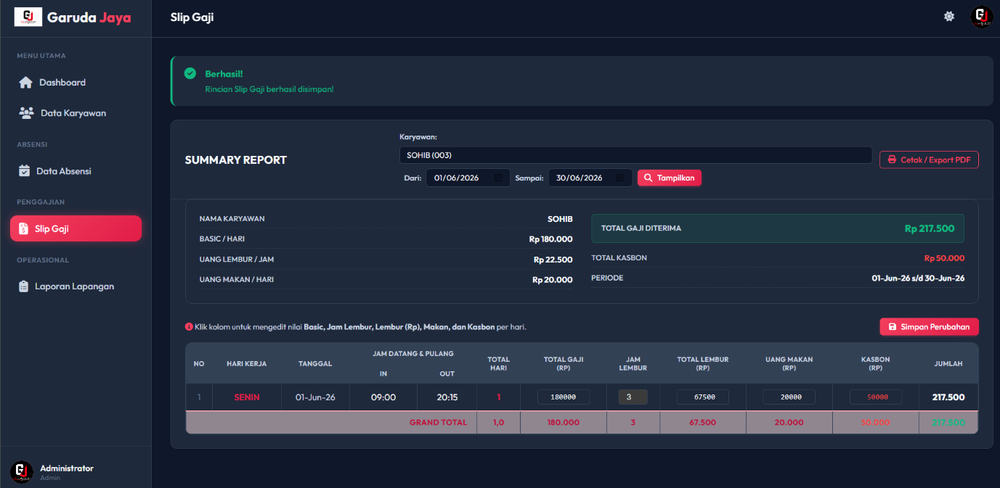 Garuda Jaya
Slip Gaji
MENU UTAMA
Dashboard
Data Karyawan
ABSENSI
Data Absensi
PENGGAJIAN
Slip Gaji
OPERASIONAL
Laporan Lapangan
Administrator
Admin
Berhasil!
Rincian Slip Gaji berhasil disimpan!
SUMMARY REPORT
Karyawan:
SOHIB (003)
Dari: 01/06/2026 Sampai: 30/06/2026 Tampilkan
Cetak / Export PDF
NAMA KARYAWAN SOHIB
BASIC / HARI Rp 180.000
UANG LEMBUR / JAM Rp 22.500
UANG MAKAN / HARI Rp 20.000
TOTAL GAJI DITERIMA Rp 217.500
TOTAL KASBON Rp 50.000
PERIODE 01-Jun-26 s/d 30-Jun-26
Klik kolom untuk mengedit nilai Basic, Jam Lembur, Lembur (Rp), Makan, dan Kasbon per hari.
Simpan Perubahan
NO HARI KERJA TANGGAL JAM DATANG & PULANG IN OUT TOTAL HARI TOTAL GAJI (RP) JAM LEMBUR TOTAL LEMBUR (RP) UANG MAKAN (RP) KASBON (RP) JUMLAH
1 SENIN 01-Jun-26 09:00 20:15 1 180000 3 67500 20000 50000 217.500
GRAND TOTAL 1,0 180.000 3 67.500 20.000 50.000 217.500